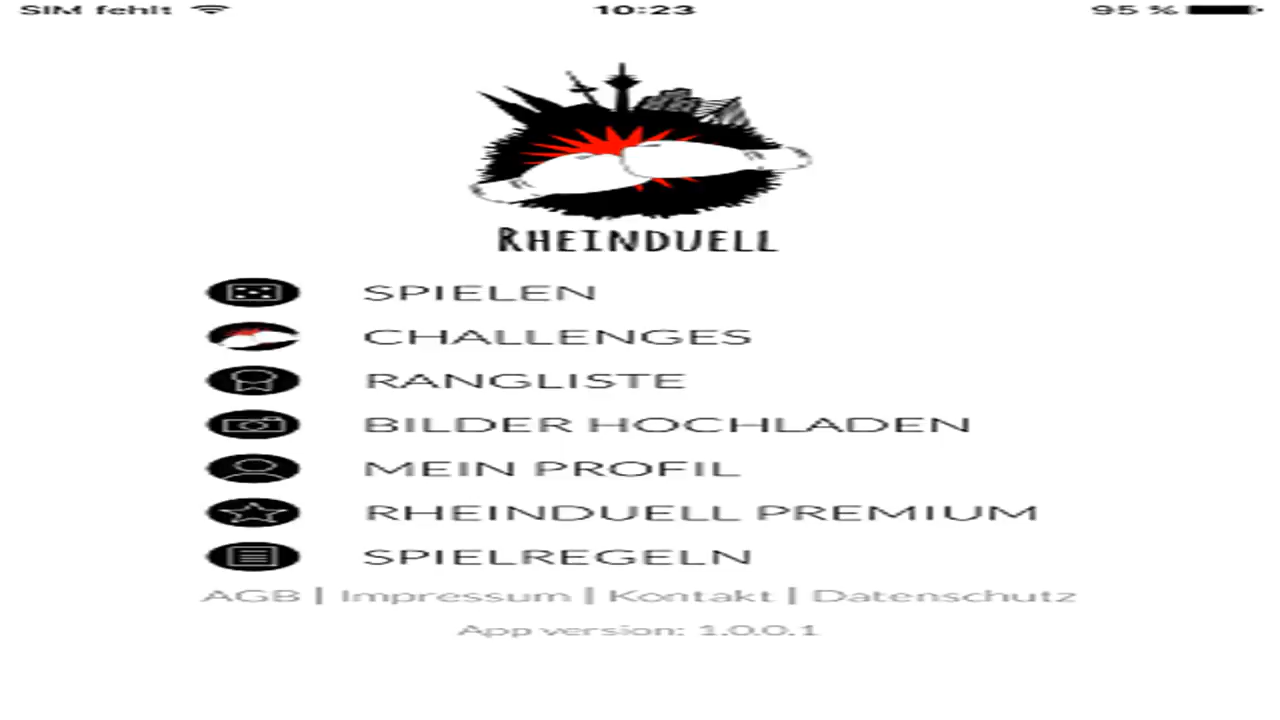 SIM fehlt 10:23 95 %
RHEINDUELL
SPIELEN
CHALLENGES
RANGLISTE
BILDER HOCHLADEN
MEIN PROFIL
RHEINDUELL PREMIUM
SPIELREGELN
AGB | Impressum | Kontakt | Datenschutz
App version: 1.0.0.1